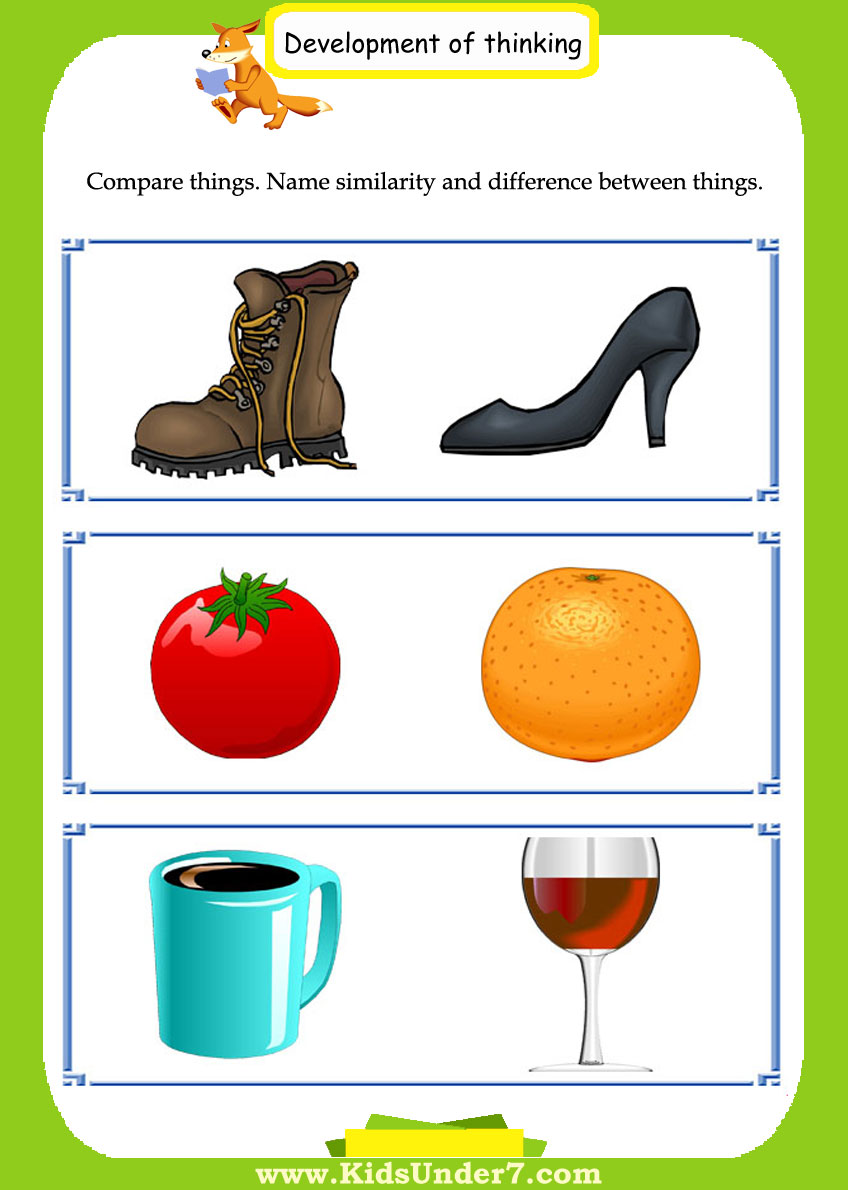 Development of thinking
Compare things. Name similarity and difference between things.
www.KidsUnder7.com